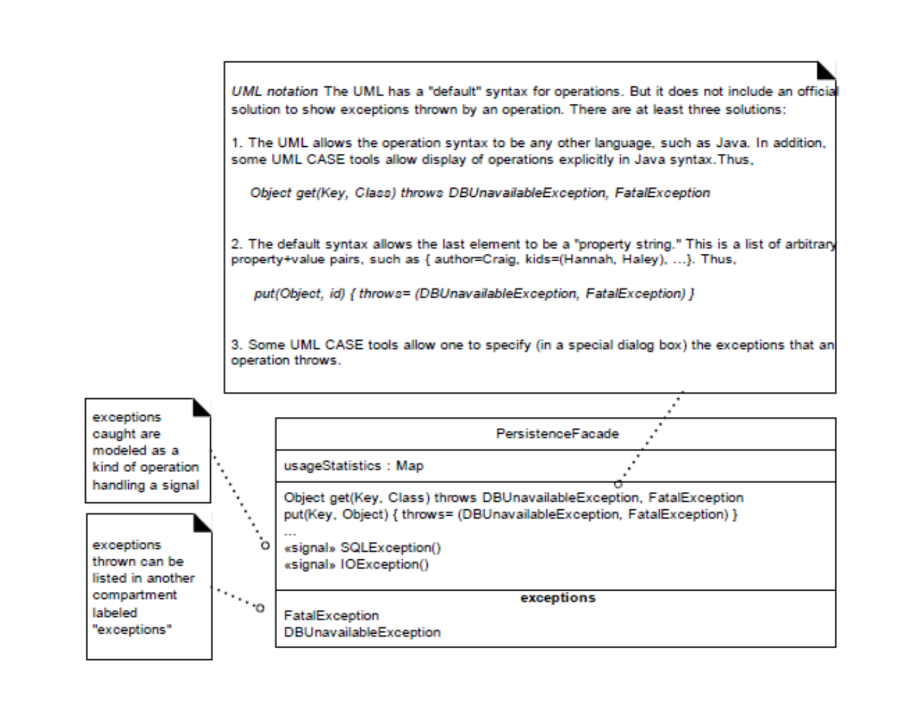 UML notation The UML has a "default" syntax for operations. But it does not include an official
solution to show exceptions thrown by an operation. There are at least three solutions:
1. The UML allows the operation syntax to be any other language, such as Java. In addition,
some UML CASE tools allow display of operations explicitly in Java syntax.Thus,
Object get(Key, Class) throws DBUnavailableException, FatalException
2. The default syntax allows the last element to be a "property string." This is a list of arbitrary
property+value pairs, such as { author=Craig, kids=(Hannah, Haley), ...}. Thus,
put(Object, id) { throws= (DBUnavailableException, FatalException) }
3. Some UML CASE tools allow one to specify (in a special dialog box) the exceptions that an
operation throws.
exceptions
caught are
modeled as a
kind of operation
handling a signal
exceptions
thrown can be
listed in another
compartment
labeled
"exceptions"
PersistenceFacade
usageStatistics : Map
Object get(Key, Class) throws DBUnavailableException, FatalException
put(Key, Object) { throws= (DBUnavailableException, FatalException) }
...
«signal» SQLException()
«signal» IOException()
exceptions
FatalException
DBUnavailableException